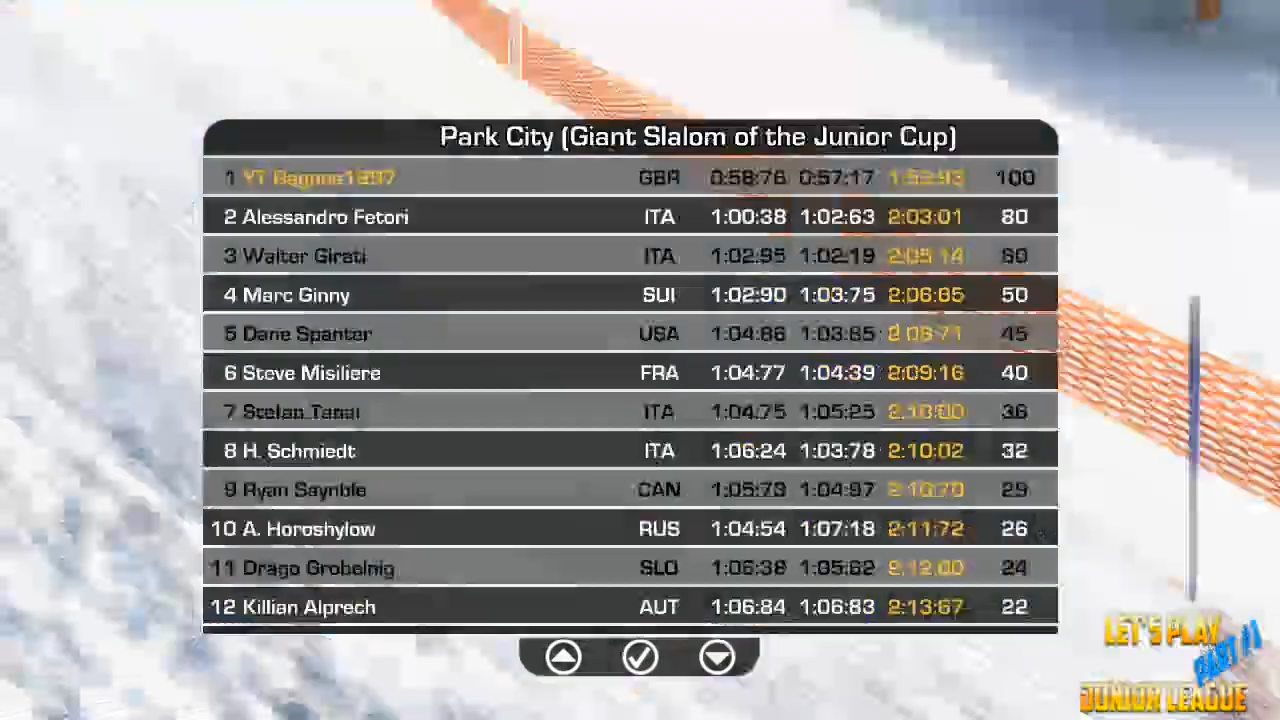 Park City (Giant Slalom of the Junior Cup)
1 YT GBR 0:58:76 0:57:17 100
2 Alessandro Fetori ITA 1:00:38 1:02:63 2:03:01 80
3 Walter Girati ITA 1:02:95 1:02:19 2:05:14 60
4 Marc Ginny SUI 1:02:90 1:03:75 2:06:65 50
5 Dane Spanter USA 1:04:86 1:03:85 2:08:71 45
6 Steve Misiliere FRA 1:04:77 1:04:39 2:09:16 40
7 Stefan ITA 1:04:75 1:05:25 2:10:00 36
8 H. Schmiedt ITA 1:06:24 1:03:78 2:10:02 32
9 Ryan Saynble CAN 1:05:73 1:04:97 2:10:70 29
10 A. Horoshylow RUS 1:04:54 1:07:18 2:11:72 26
11 Drago Grobelnig SLO 1:06:38 1:05:62 2:12:00 24
12 Killian Alprech AUT 1:06:84 1:06:83 2:13:67 22
LET'S PLAY
PART #1
JUNIOR LEAGUE